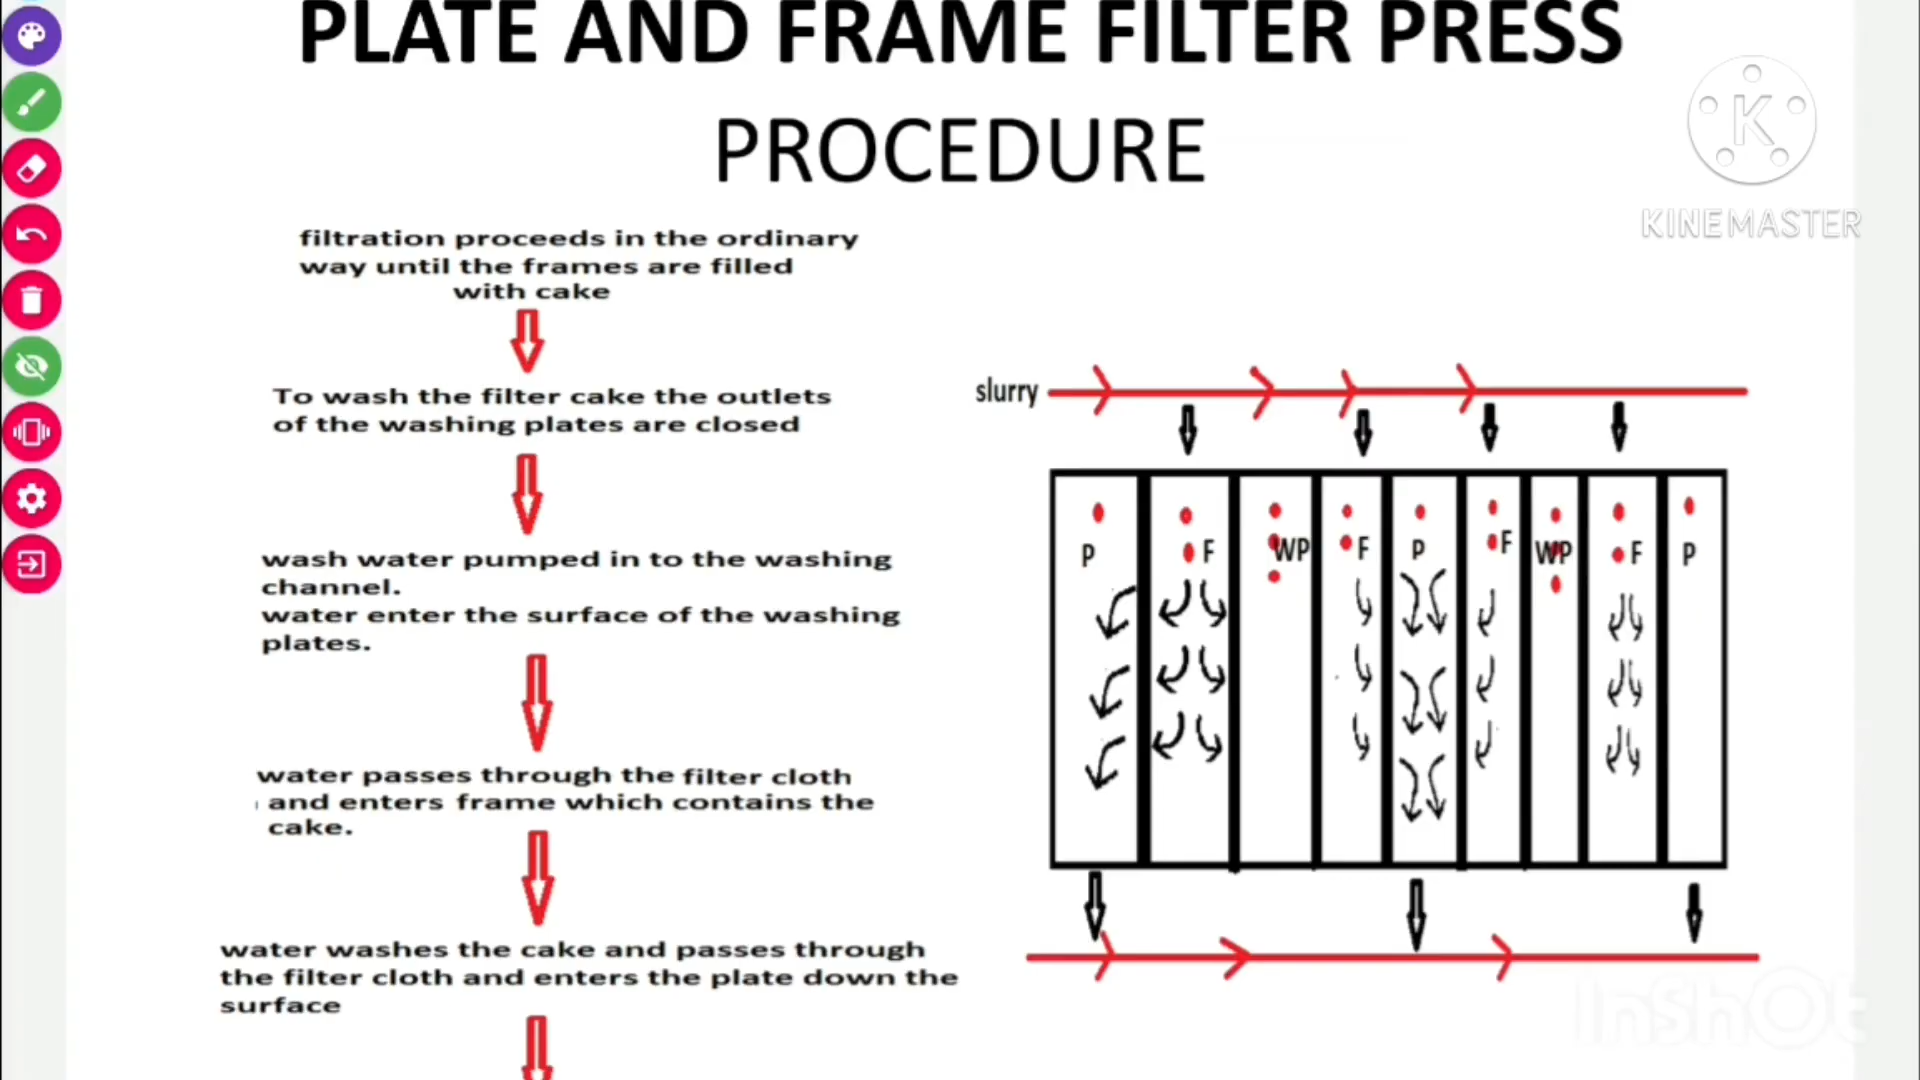 PLATE AND FRAME FILTER PRESS
PROCEDURE
K
KINEMASTER
filtration proceeds in the ordinary
way until the frames are filled
with cake
To wash the filter cake the outlets
of the washing plates are closed
wash water pumped in to the washing
channel.
water enter the surface of the washing
plates.
water passes through the filter cloth
and enters frame which contains the
cake.
water washes the cake and passes through
the filter cloth and enters the plate down the
surface
slurry
P F WP F P F WP F P
InShOt